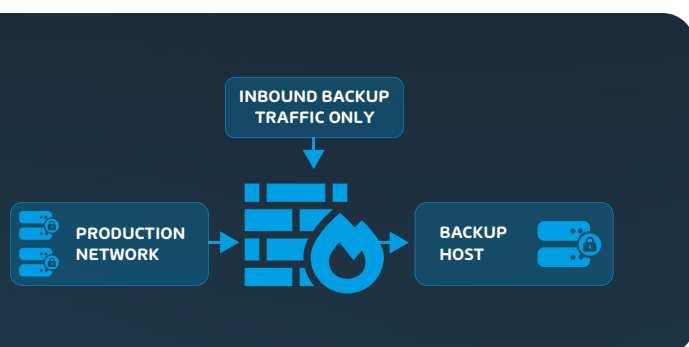 INBOUND BACKUP
TRAFFIC ONLY
PRODUCTION
NETWORK
BACKUP
HOST